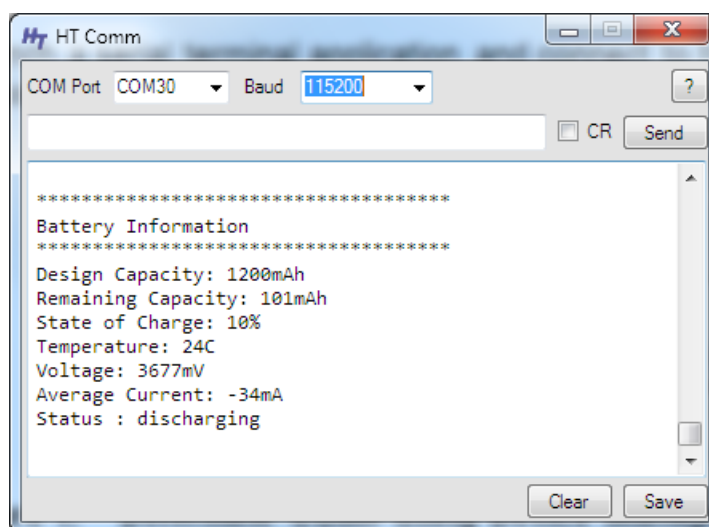 HT HT Comm
COM Port COM30 Baud 115200 ?
CR Send
*************************************
Battery Information
*************************************
Design Capacity: 1200mAh
Remaining Capacity: 101mAh
State of Charge: 10%
Temperature: 24C
Voltage: 3677mV
Average Current: -34mA
Status : discharging
Clear Save